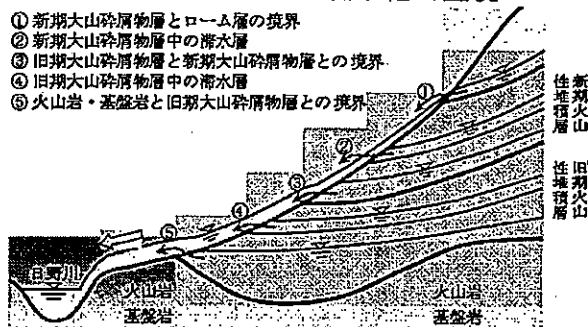 ①新期大山砕屑物層とローム層の境界
②新期大山砕屑物層中の滞水層
③旧期大山砕屑物層と新期大山砕屑物層との境界
④旧期大山砕屑物層中の滞水層
⑤火山岩・基盤岩と旧期大山砕屑物層との境界
①
②
③
④
⑤
性新
堆期
積火
層山
性旧
堆期
積火
層山
日野川
火山岩
基盤岩
火山岩
基盤岩